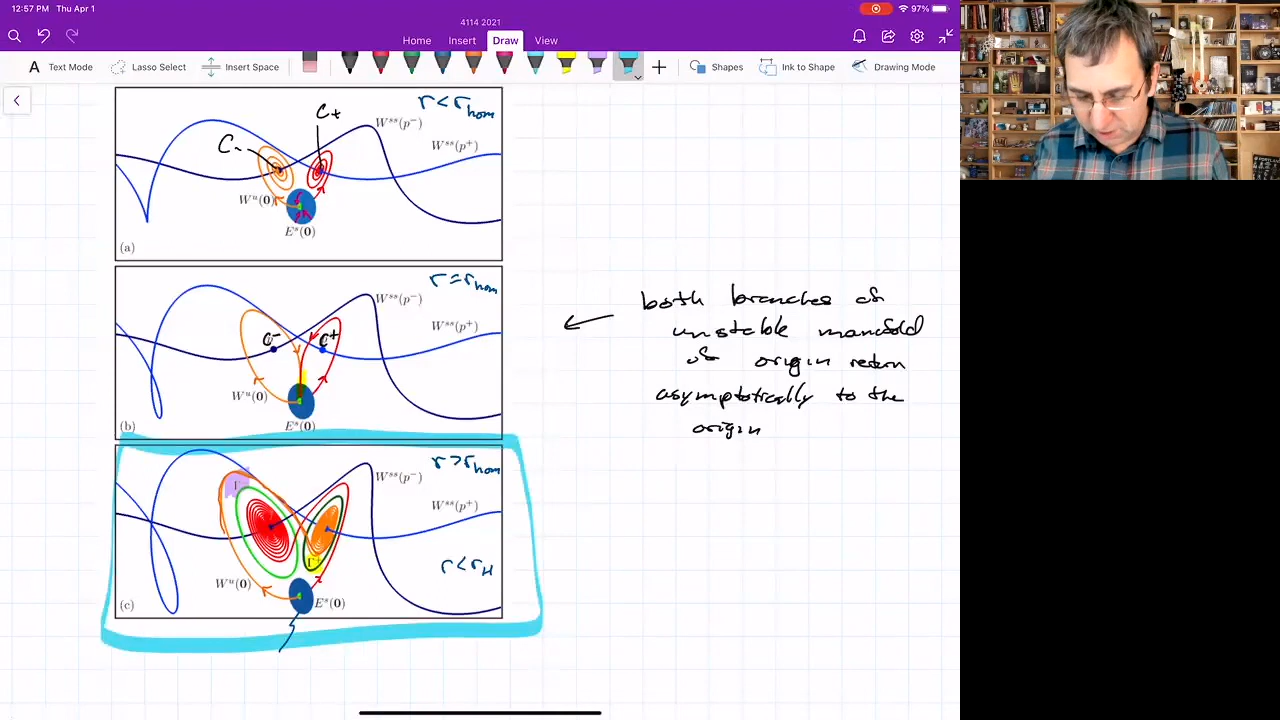 12:57 PM Thu Apr 1
97%
4114 2021
Home Insert Draw View
A Text Mode Lasso Select Insert Space Shapes Ink to Shape Drawing Mode
r<r_hom
C+
C-
W^ss(p^-)
W^ss(p^+)
W^u(0)
E^s(0)
(a)
r=r_hom
W^ss(p^-)
C^- C^+
W^ss(p^+)
W^u(0)
E^s(0)
(b)
both branches of
unstable manifold
of origin return
asymptotically to the
origin
r>r_hom
W^ss(p^-)
Γ^-
W^ss(p^+)
Γ^+
r<r_H
W^u(0)
E^s(0)
(c)